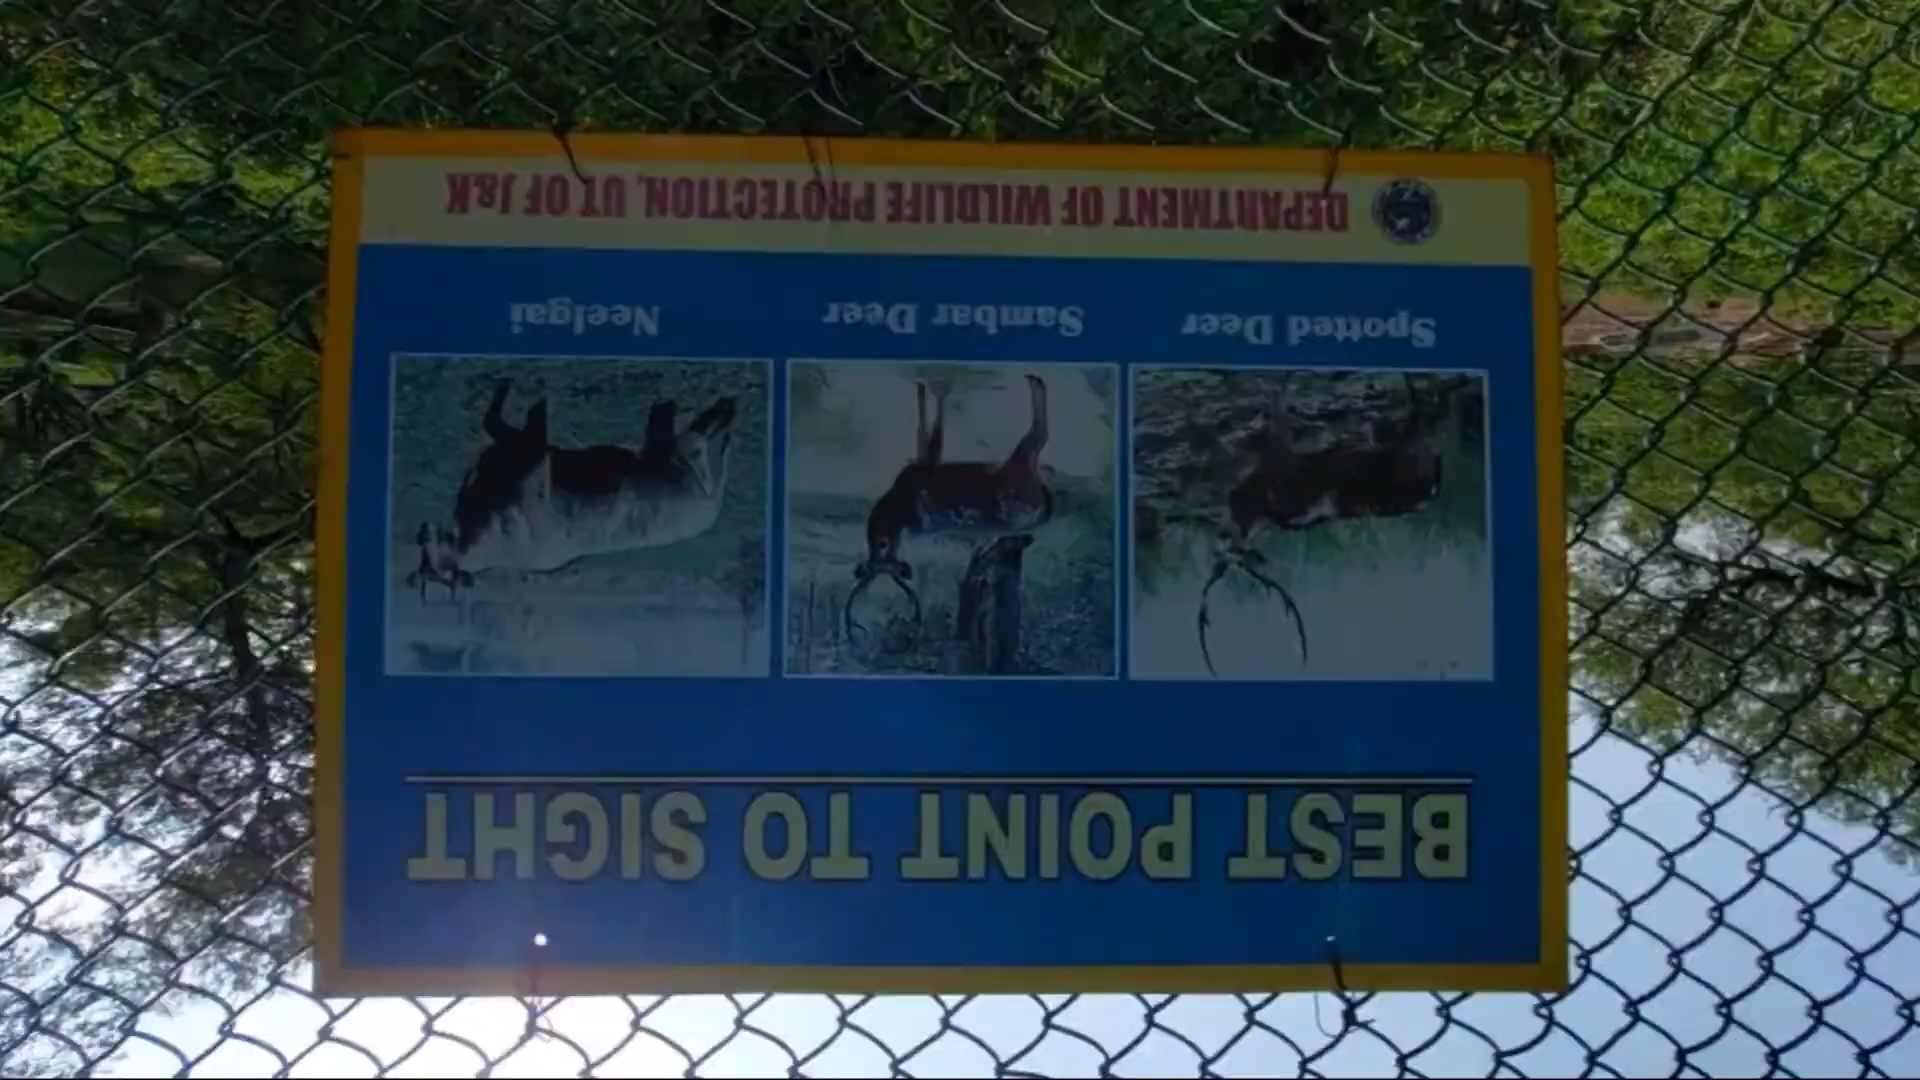 BEST POINT TO SIGHT
Spotted Deer
Sambar Deer
Neelgai
DEPARTMENT OF WILDLIFE PROTECTION, UT OF J&K